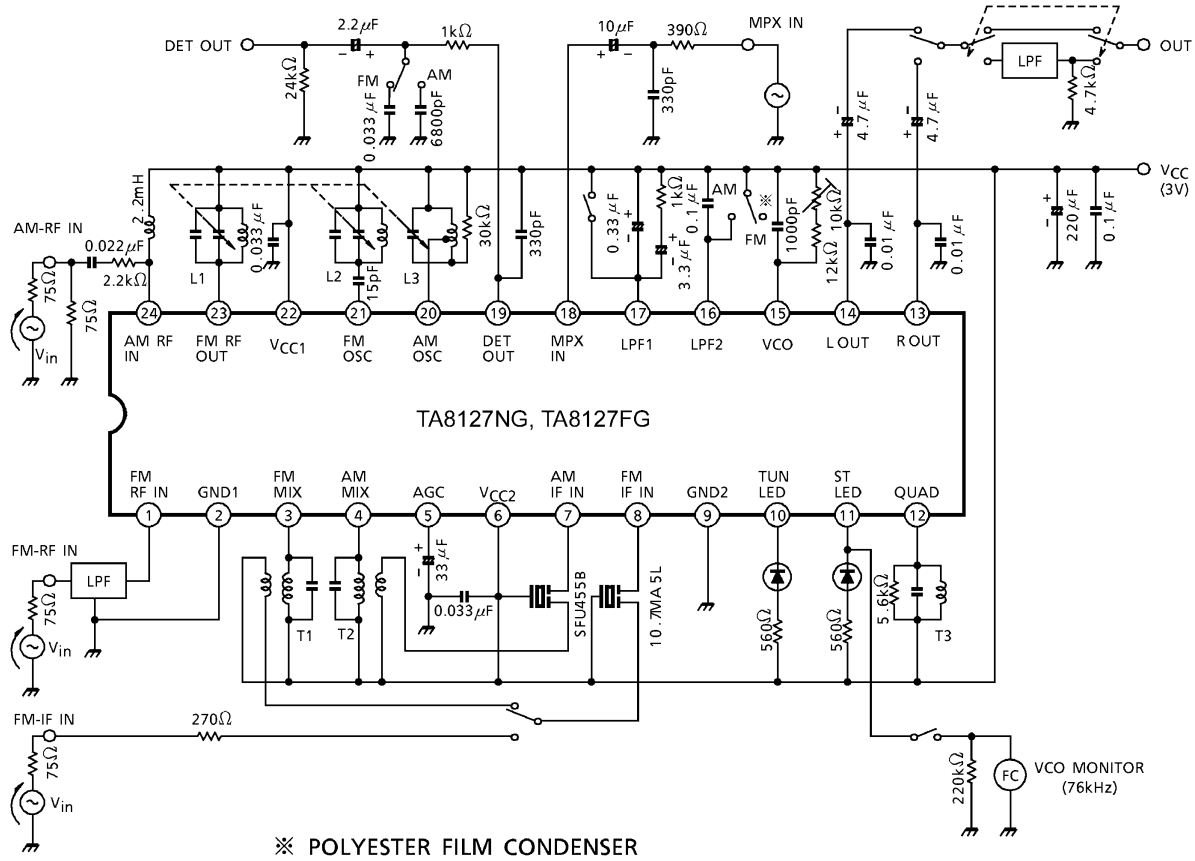 DET OUT
2.2μF
− +
1kΩ
24kΩ
FM
AM
0.033μF
6800pF
10μF
+ −
390Ω
MPX IN
330pF
LPF
OUT
4.7kΩ
−
+
4.7μF
−
+
4.7μF
VCC
(3V)
2.2mH
AM-RF IN
0.022μF
2.2kΩ
75Ω
75Ω
Vin
L1
0.033μF
L2
15pF
L3
30kΩ
330pF
0.33μF
+
−
1kΩ
+
−
3.3μF
0.1μF
AM
※
FM
1000pF
10kΩ
12kΩ
0.01μF
0.01μF
+
−
220μF
0.1μF
24 23 22 21 20 19 18 17 16 15 14 13
AM RF IN
FM RF OUT
VCC1
FM OSC
AM OSC
DET OUT
MPX IN
LPF1
LPF2
VCO
L OUT
R OUT
TA8127NG, TA8127FG
FM RF IN
GND1
FM MIX
AM MIX
AGC
VCC2
AM IF IN
FM IF IN
GND2
TUN LED
ST LED
QUAD
1 2 3 4 5 6 7 8 9 10 11 12
FM-RF IN
LPF
75Ω
Vin
T1
T2
+
−
33μF
0.033μF
SFU455B
10.7MA5L
560Ω
560Ω
5.6kΩ
T3
FM-IF IN
270Ω
75Ω
Vin
220kΩ
FC
VCO MONITOR
(76kHz)
※ POLYESTER FILM CONDENSER